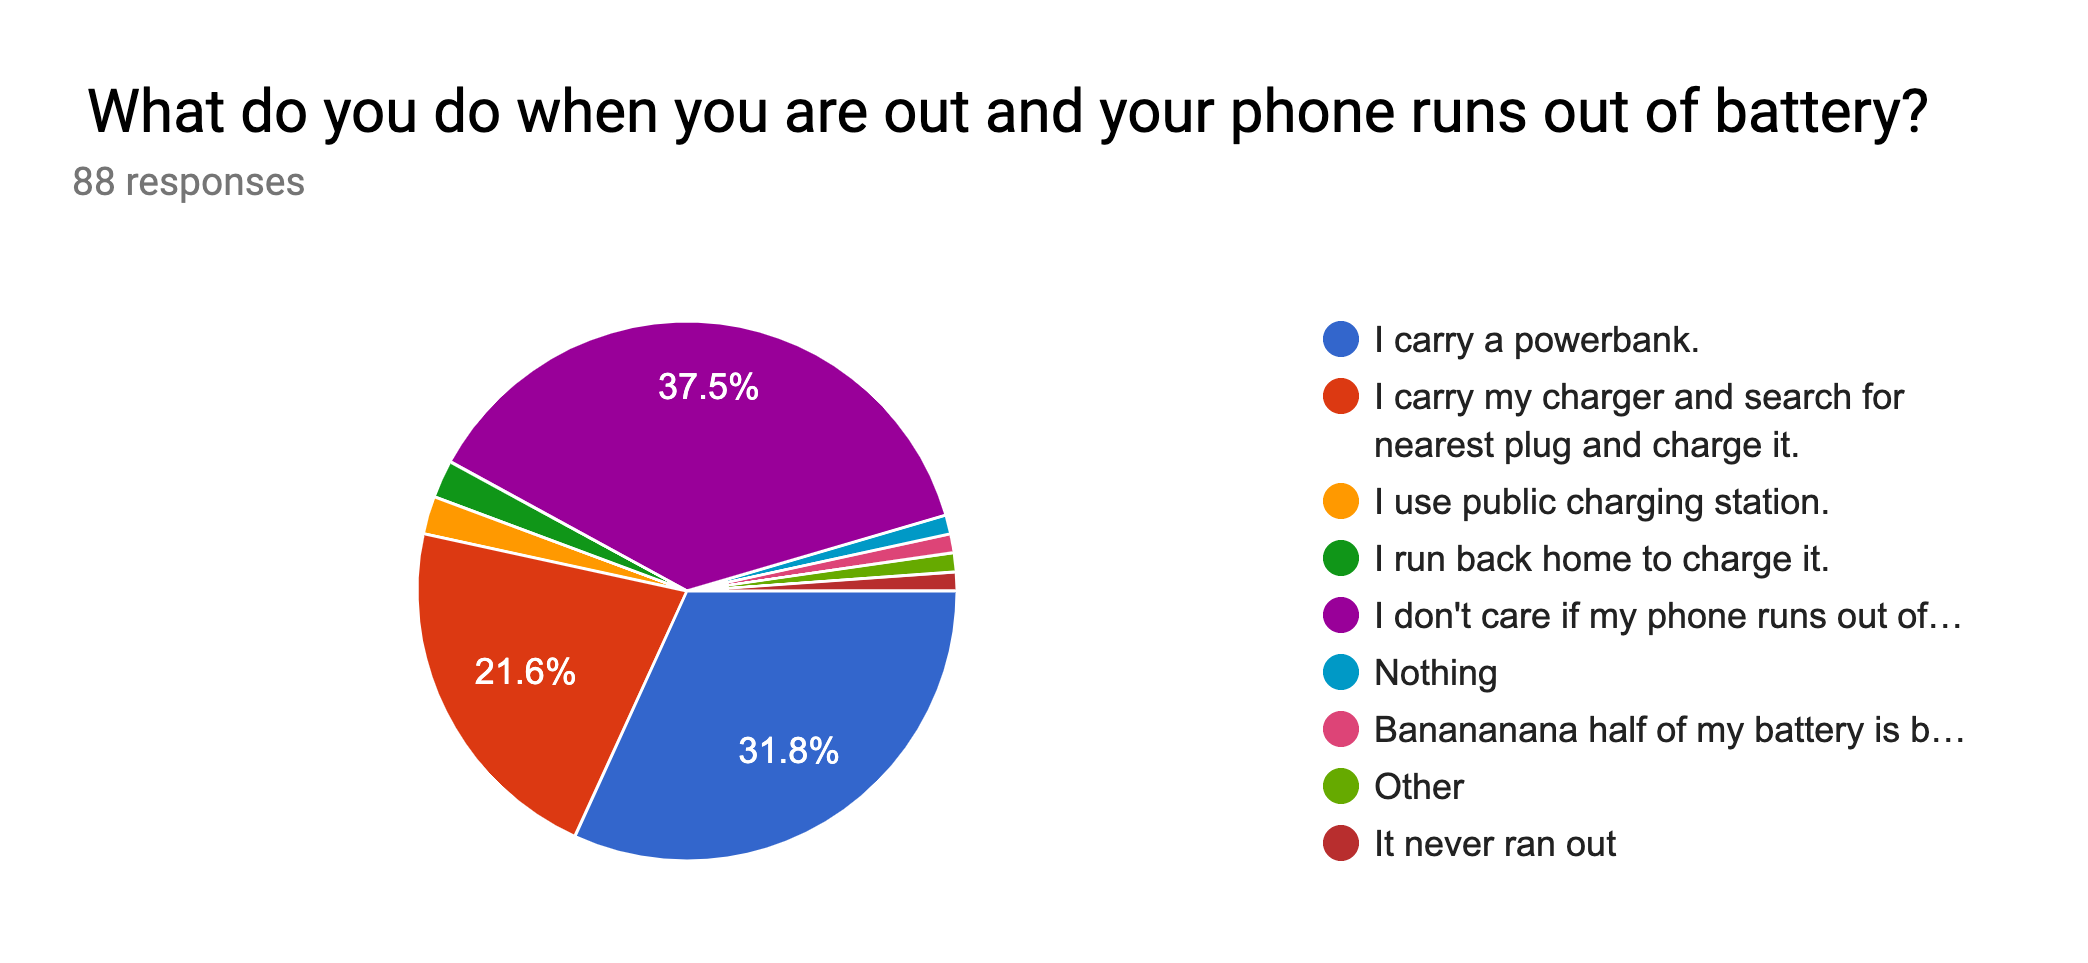 What do you do when you are out and your phone runs out of battery?
88 responses
37.5%
21.6%
31.8%
I carry a powerbank.
I carry my charger and search for
nearest plug and charge it.
I use public charging station.
I run back home to charge it.
I don't care if my phone runs out of…
Nothing
Banananana half of my battery is b…
Other
It never ran out